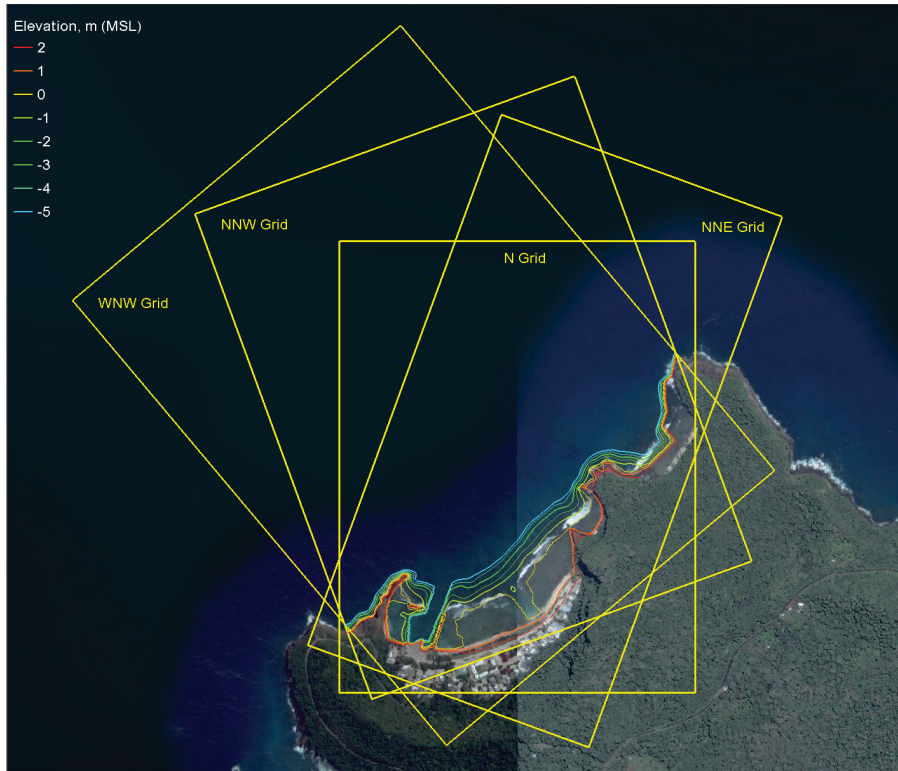 Elevation, m (MSL)
2
1
0
-1
-2
-3
-4
-5
NNW Grid
NNE Grid
N Grid
WNW Grid